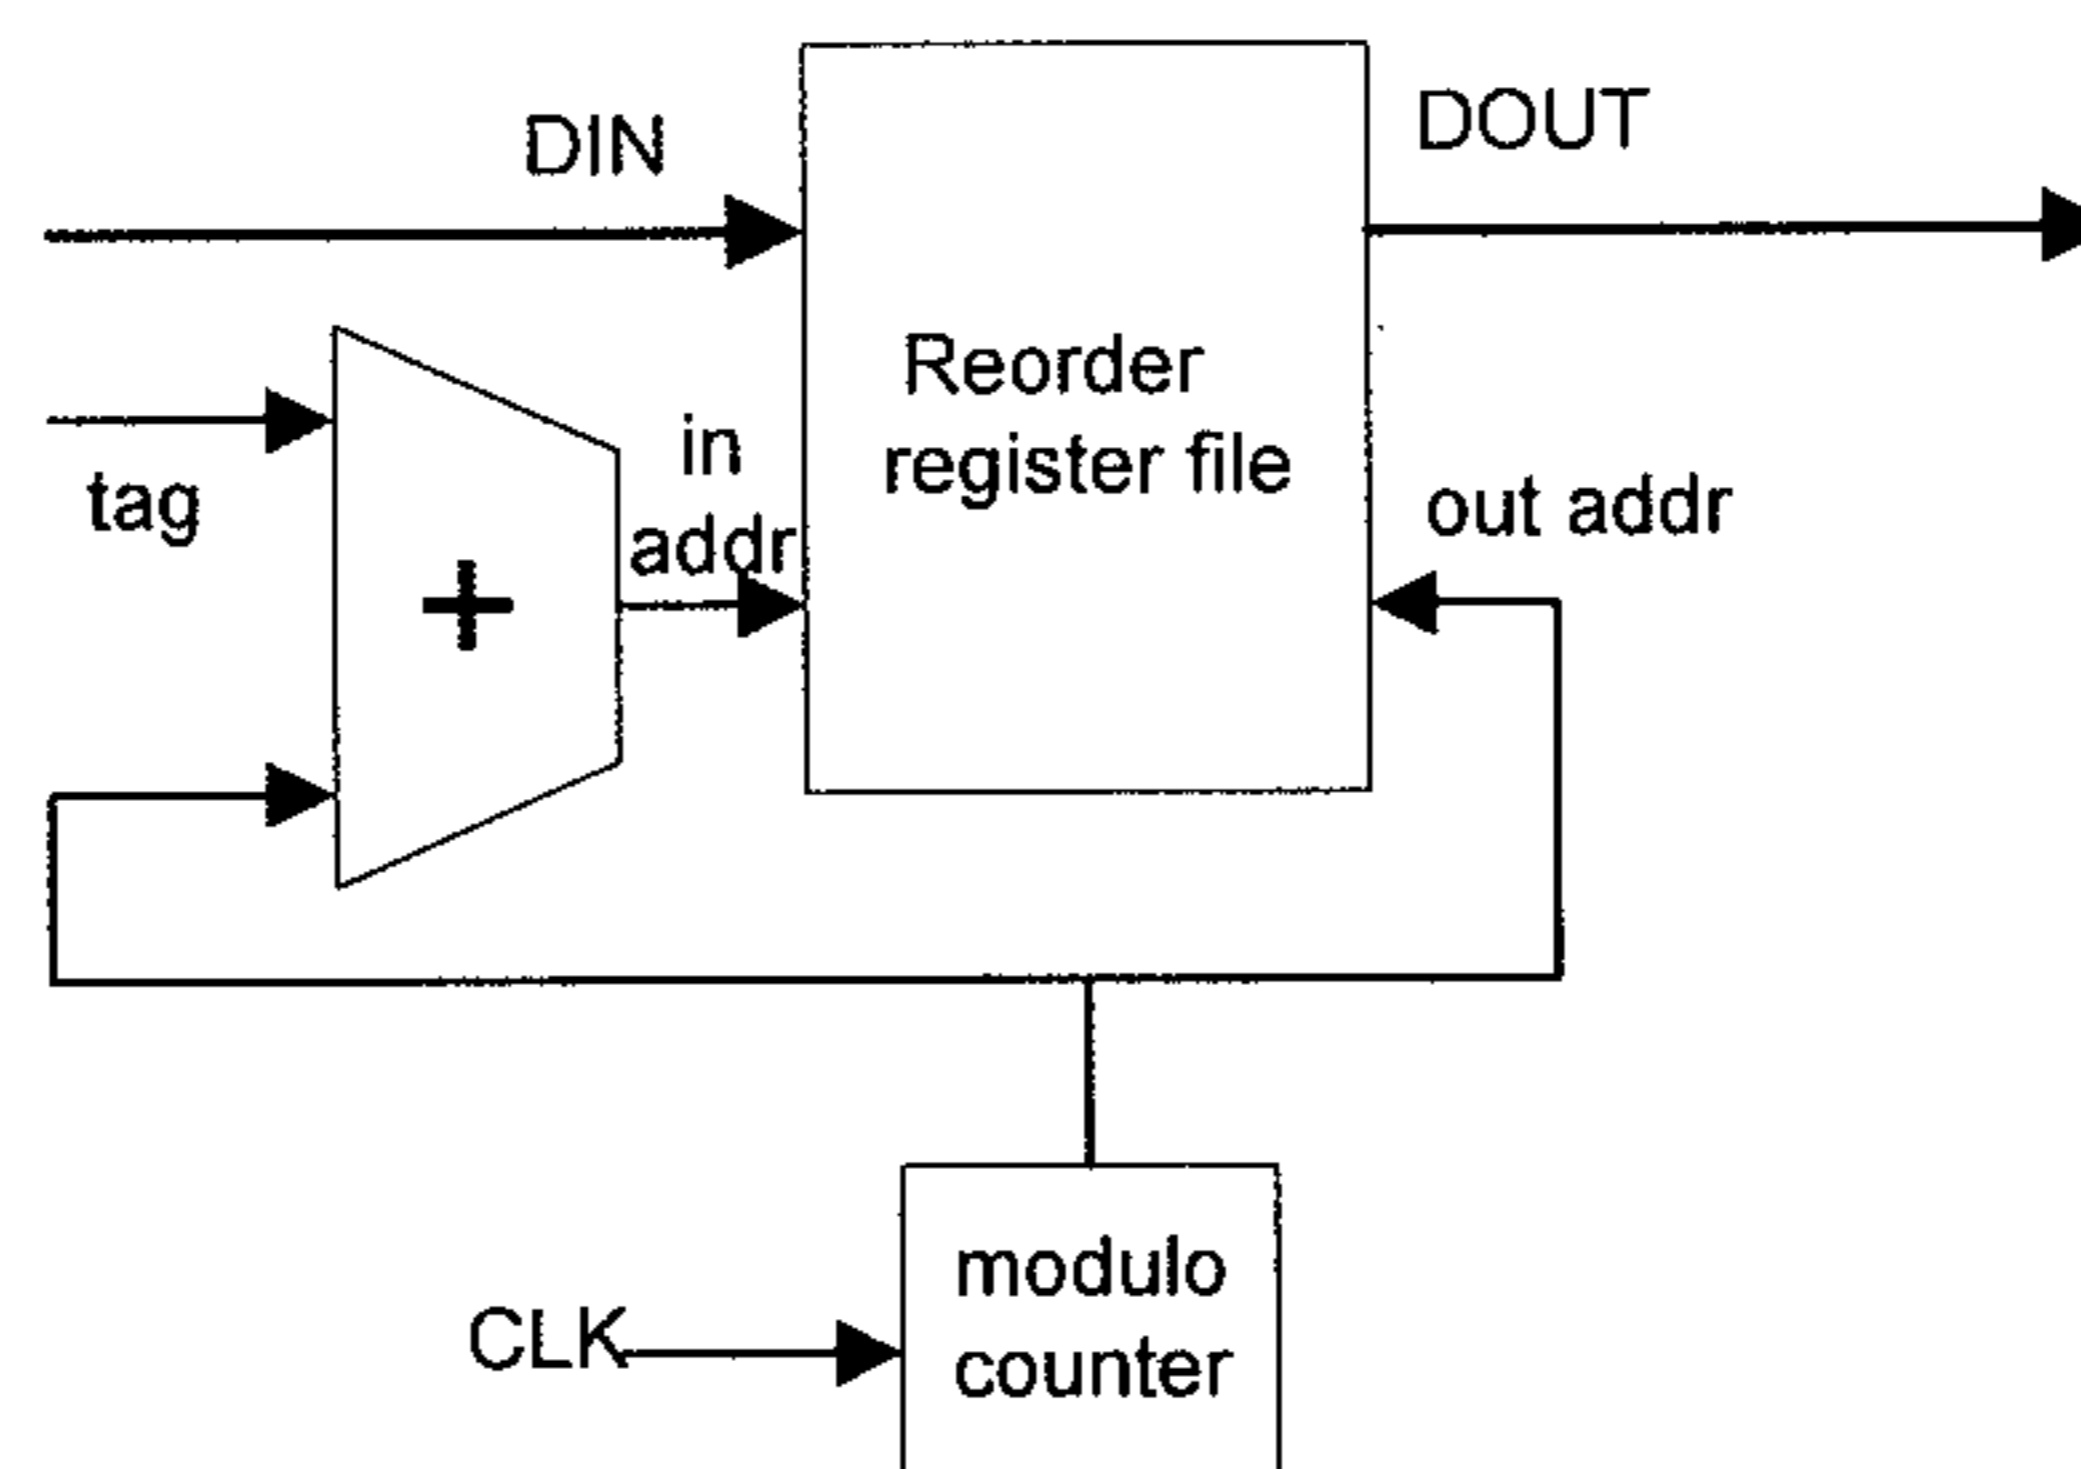 DIN
DOUT
Reorder
register file
in
addr
tag
+
out addr
modulo
counter
CLK